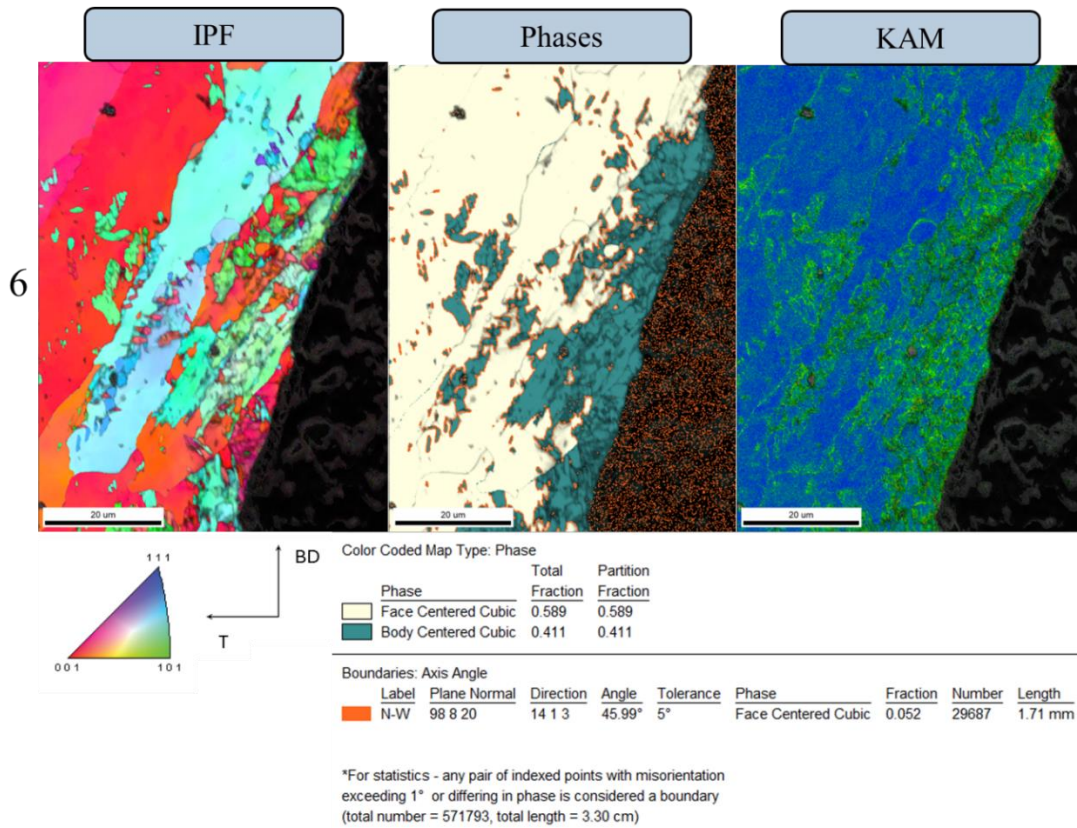 IPF Phases KAM
6
20 um 20 um 20 um
1 1 1
0 0 1 1 0 1
BD
T
Color Coded Map Type: Phase
Total Partition
Phase Fraction Fraction
Face Centered Cubic 0.589 0.589
Body Centered Cubic 0.411 0.411
Boundaries: Axis Angle
Label Plane Normal Direction Angle Tolerance Phase Fraction Number Length
N-W 98 8 20 14 1 3 45.99° 5° Face Centered Cubic 0.052 29687 1.71 mm
*For statistics - any pair of indexed points with misorientation
exceeding 1° or differing in phase is considered a boundary
(total number = 571793, total length = 3.30 cm)